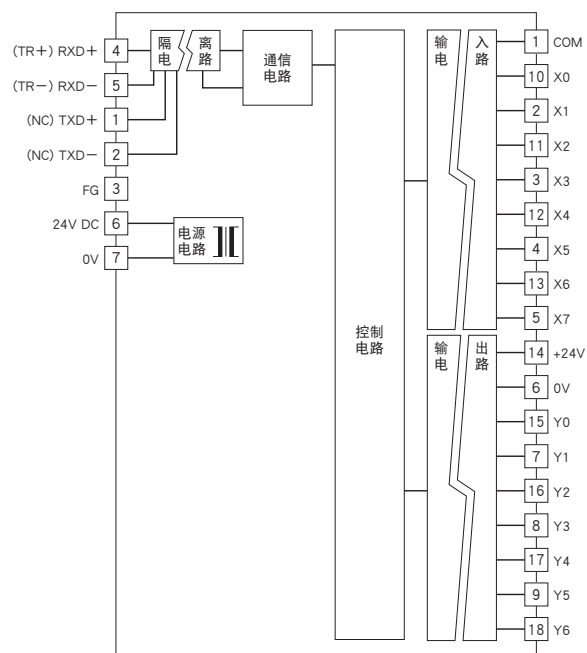 (TR+) RXD+ 4
(TR−) RXD− 5
(NC) TXD+ 1
(NC) TXD− 2
FG 3
24V DC 6
0V 7
隔离
电路
通信
电路
电源
电路
控制
电路
输入
电路
输出
电路
1 COM
10 X0
2 X1
11 X2
3 X3
12 X4
4 X5
13 X6
5 X7
14 +24V
6 0V
15 Y0
7 Y1
16 Y2
8 Y3
17 Y4
9 Y5
18 Y6